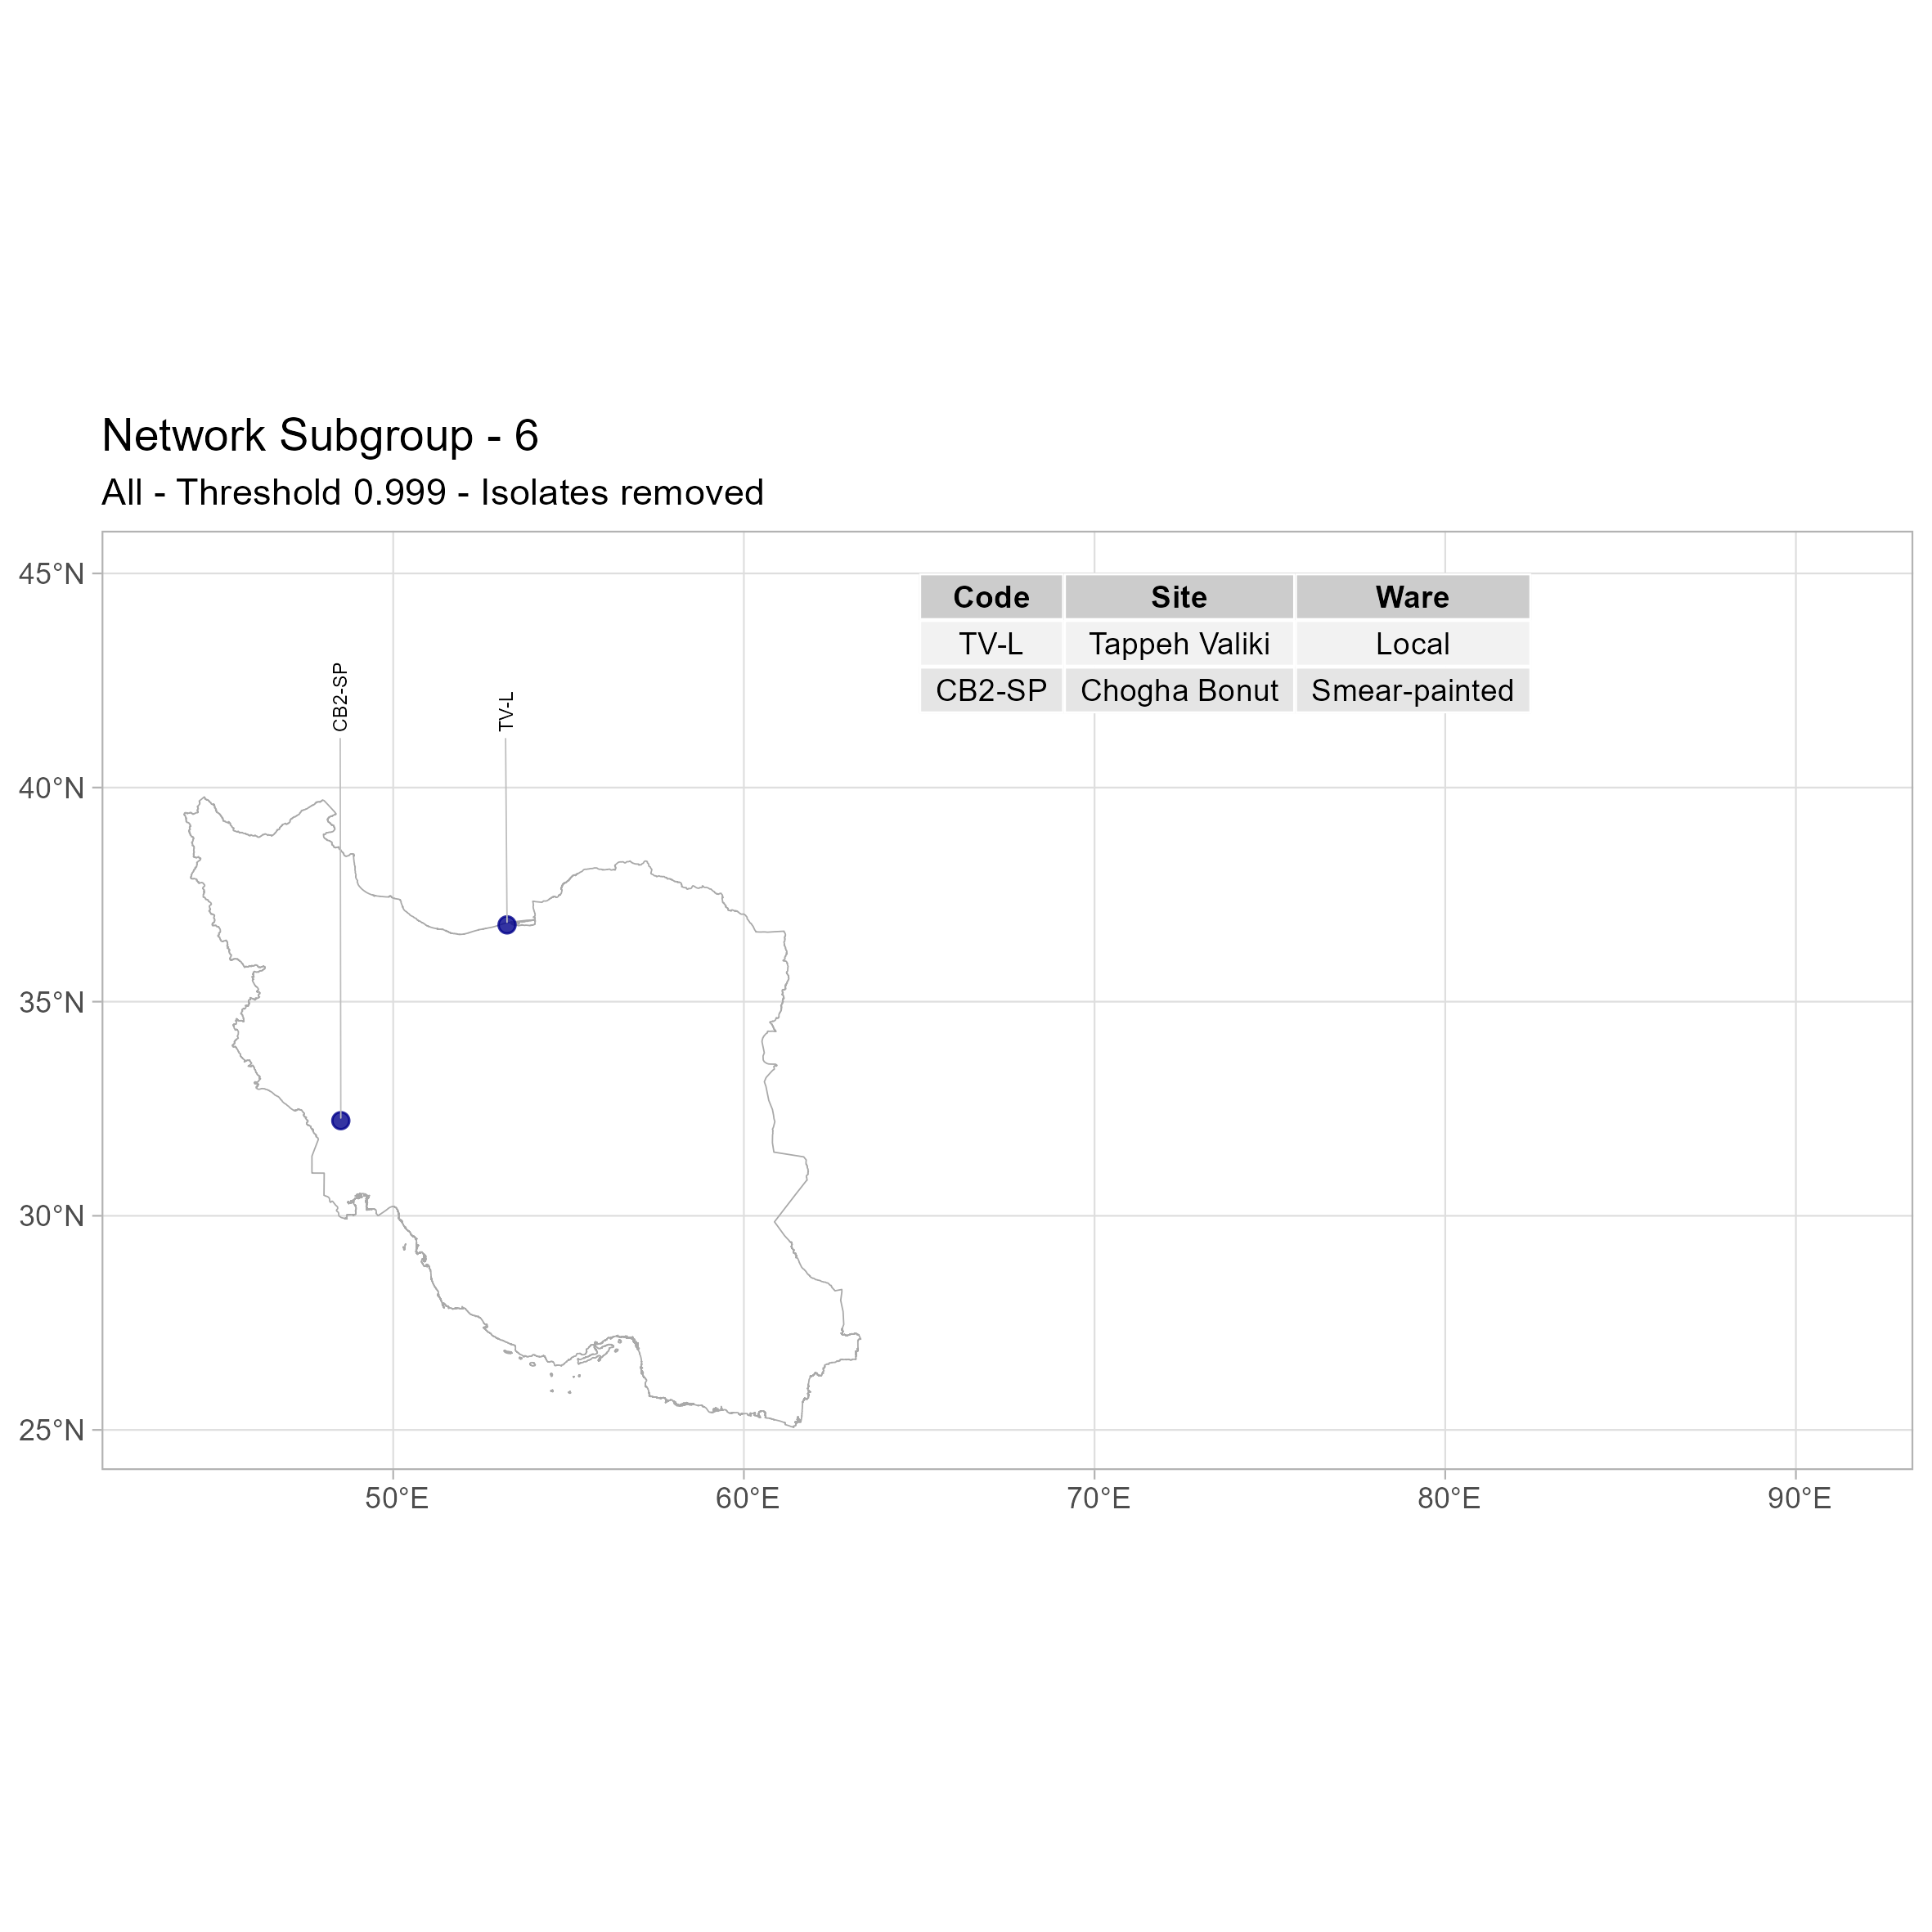 Network Subgroup - 6
All - Threshold 0.999 - Isolates removed
45°N
40°N
35°N
30°N
25°N
50°E 60°E 70°E 80°E 90°E
CB2-SP
TV-L
Code Site Ware
TV-L Tappeh Valiki Local
CB2-SP Chogha Bonut Smear-painted